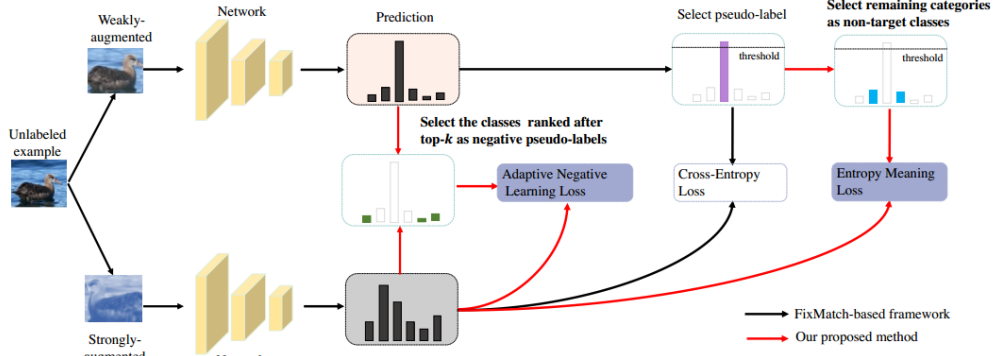 Weakly-
augmented
Network
Prediction
Select pseudo-label
Select remaining categories
as non-target classes
threshold
threshold
Select the classes ranked after
top-k as negative pseudo-labels
Unlabeled
example
Adaptive Negative
Learning Loss
Cross-Entropy
Loss
Entropy Meaning
Loss
FixMatch-based framework
Our proposed method
Strongly-
augmented